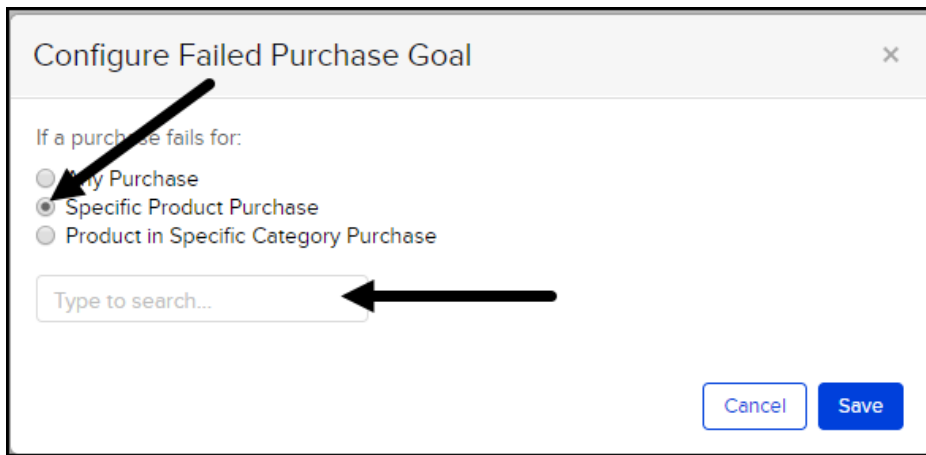 Configure Failed Purchase Goal
×
If a purchase fails for:
Any Purchase
Specific Product Purchase
Product in Specific Category Purchase
Type to search...
Cancel
Save